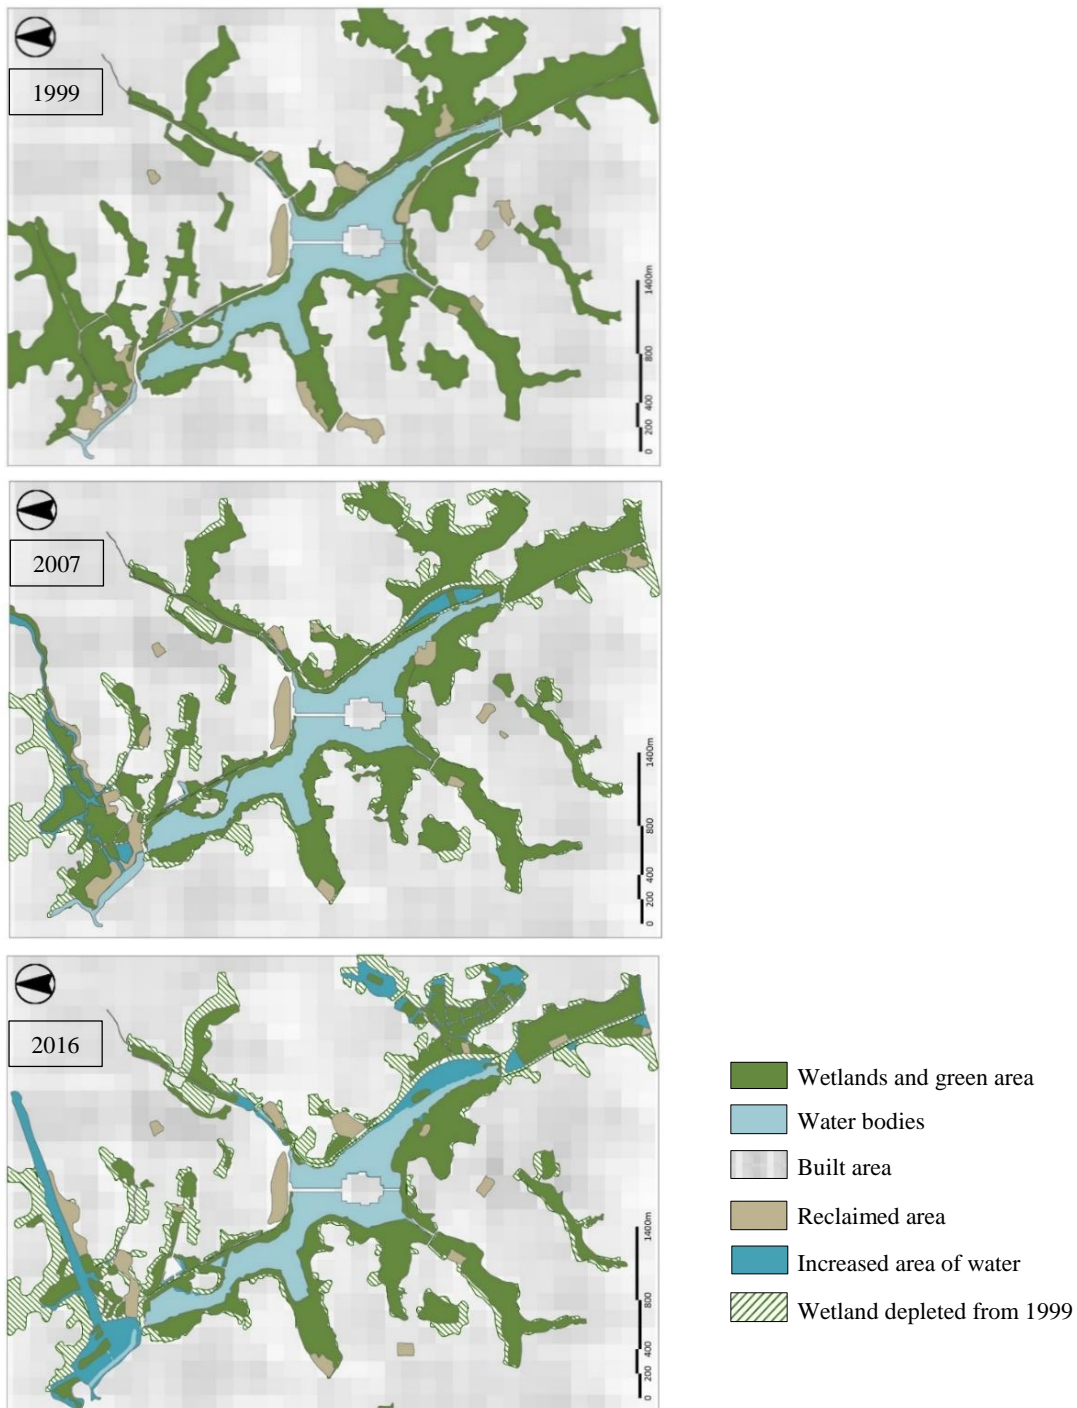 1999
1400m
800
400
200
0
2007
1400m
800
400
200
0
2016
1400m
800
400
200
0
Wetlands and green area
Water bodies
Built area
Reclaimed area
Increased area of water
Wetland depleted from 1999